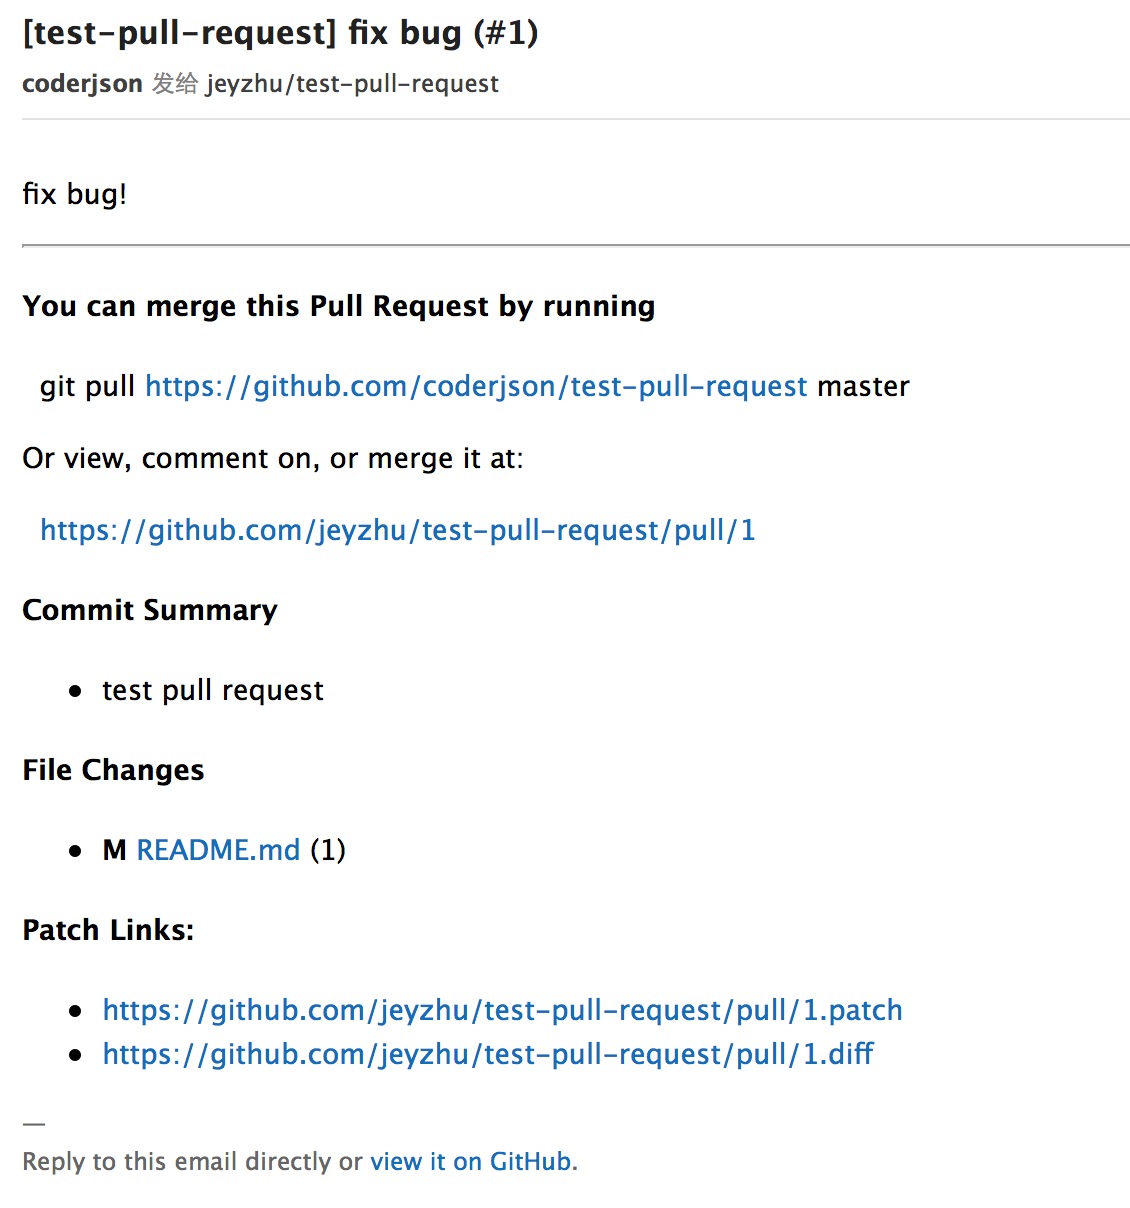 [test-pull-request] fix bug (#1)
coderjson 发给 jeyzhu/test-pull-request
fix bug!
You can merge this Pull Request by running
git pull https://github.com/coderjson/test-pull-request master
Or view, comment on, or merge it at:
https://github.com/jeyzhu/test-pull-request/pull/1
Commit Summary
• test pull request
File Changes
• M README.md (1)
Patch Links:
• https://github.com/jeyzhu/test-pull-request/pull/1.patch
• https://github.com/jeyzhu/test-pull-request/pull/1.diff
—
Reply to this email directly or view it on GitHub.